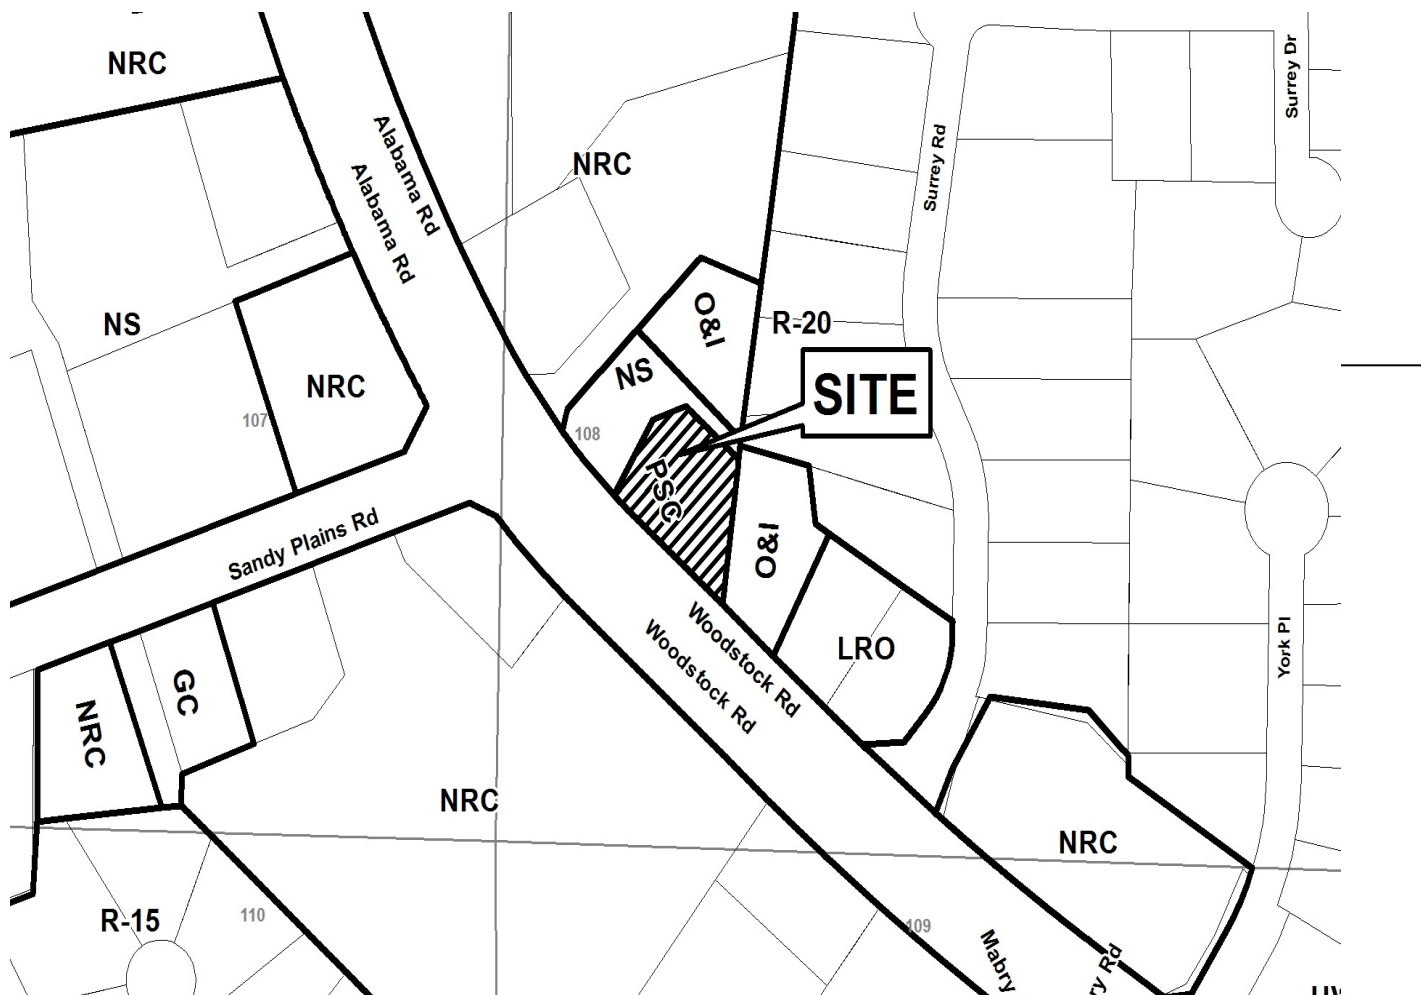 NRC
Surrey Dr
Alabama Rd
Alabama Rd
NRC
Surrey Rd
NS
O&I
R-20
NRC
NS
SITE
107
108
PSC
Sandy Plains Rd
O&I
Woodstock Rd
Woodstock Rd
LRO
York Pl
GC
NRC
NRC
NRC
R-15
110
109
Mabry
ry Rd